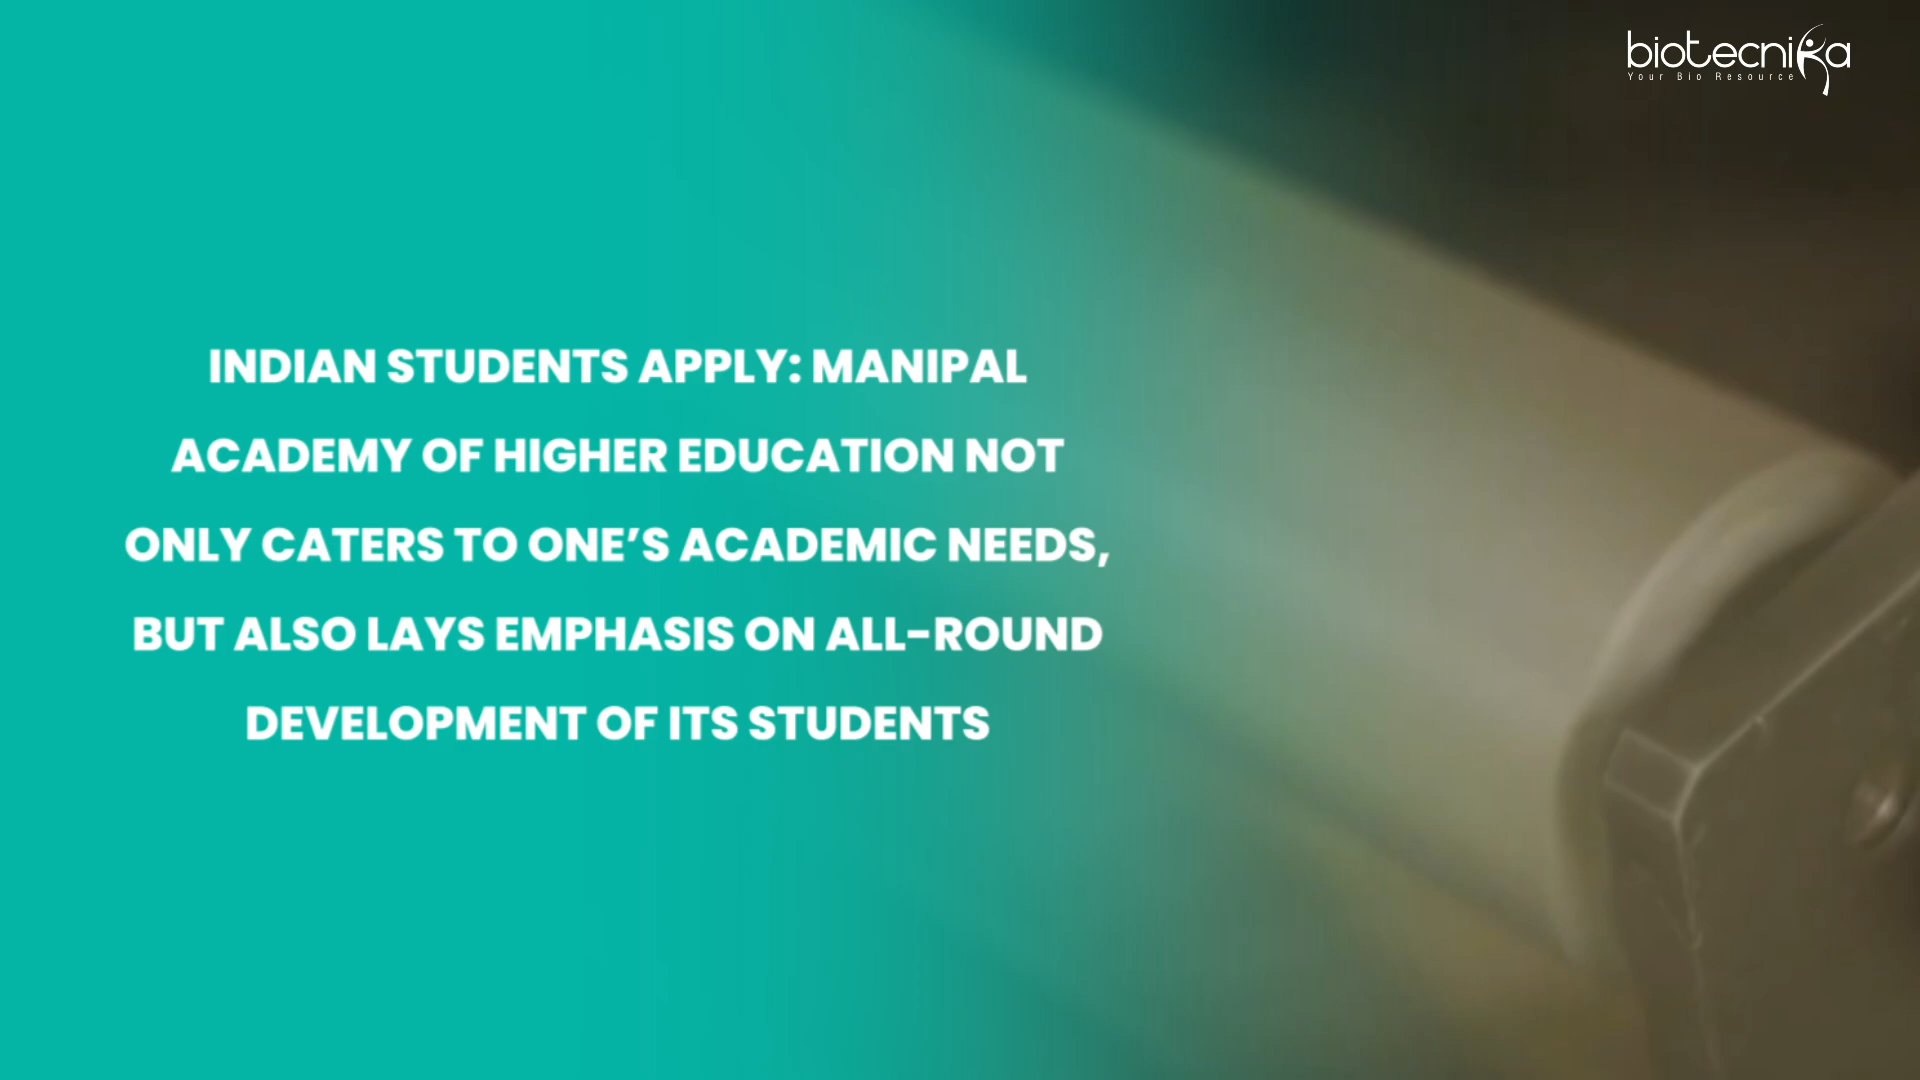 biotecnika
Your Bio Resource
INDIAN STUDENTS APPLY: MANIPAL
ACADEMY OF HIGHER EDUCATION NOT
ONLY CATERS TO ONE’S ACADEMIC NEEDS,
BUT ALSO LAYS EMPHASIS ON ALL-ROUND
DEVELOPMENT OF ITS STUDENTS